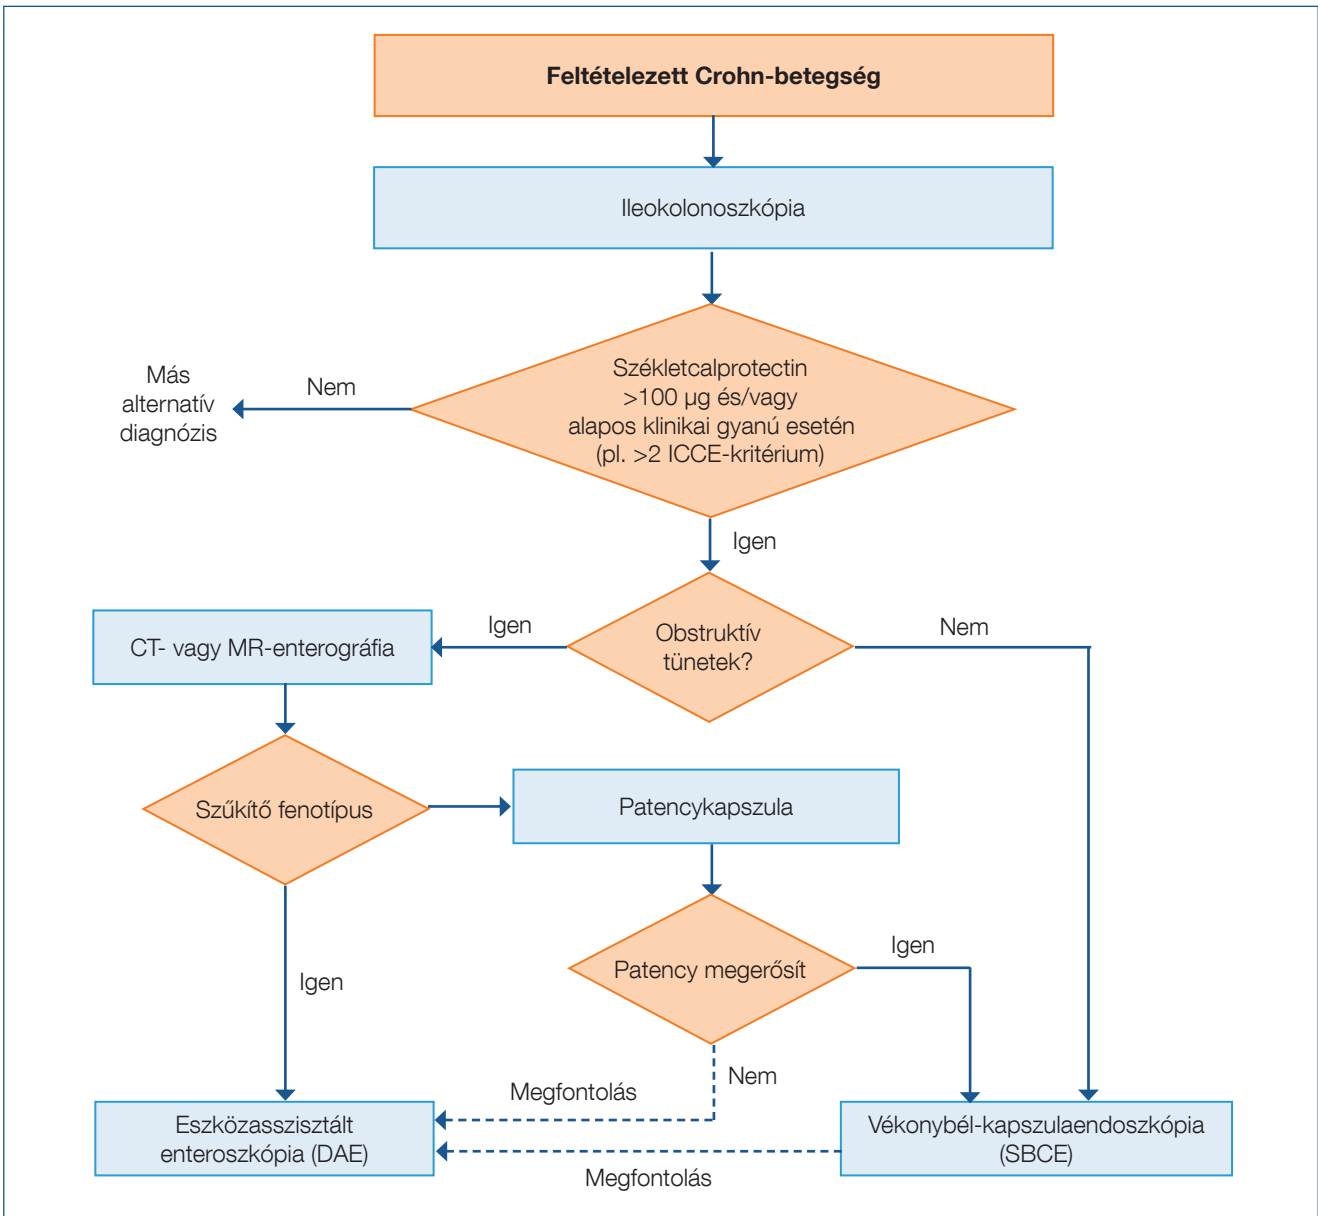 Feltételezett Crohn-betegség
Ileokolonoszkópia
Székletcalprotectin
>100 µg és/vagy
alapos klinikai gyanú esetén
(pl. >2 ICCE-kritérium)
Nem
Más
alternatív
diagnózis
Igen
Obstruktív
tünetek?
Igen
Nem
CT- vagy MR-enterográfia
Szűkítő fenotípus
Patencykapszula
Patency megerősít
Igen
Igen
Nem
Megfontolás
Eszközasszisztált
enteroszkópia (DAE)
Vékonybél-kapszulaendoszkópia
(SBCE)
Megfontolás